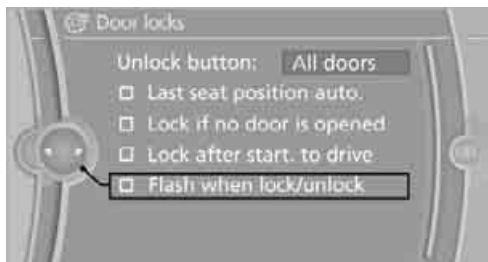 Door locks
Unlock button: All doors
Last seat position auto.
Lock if no door is opened
Lock after start. to drive
Flash when lock/unlock